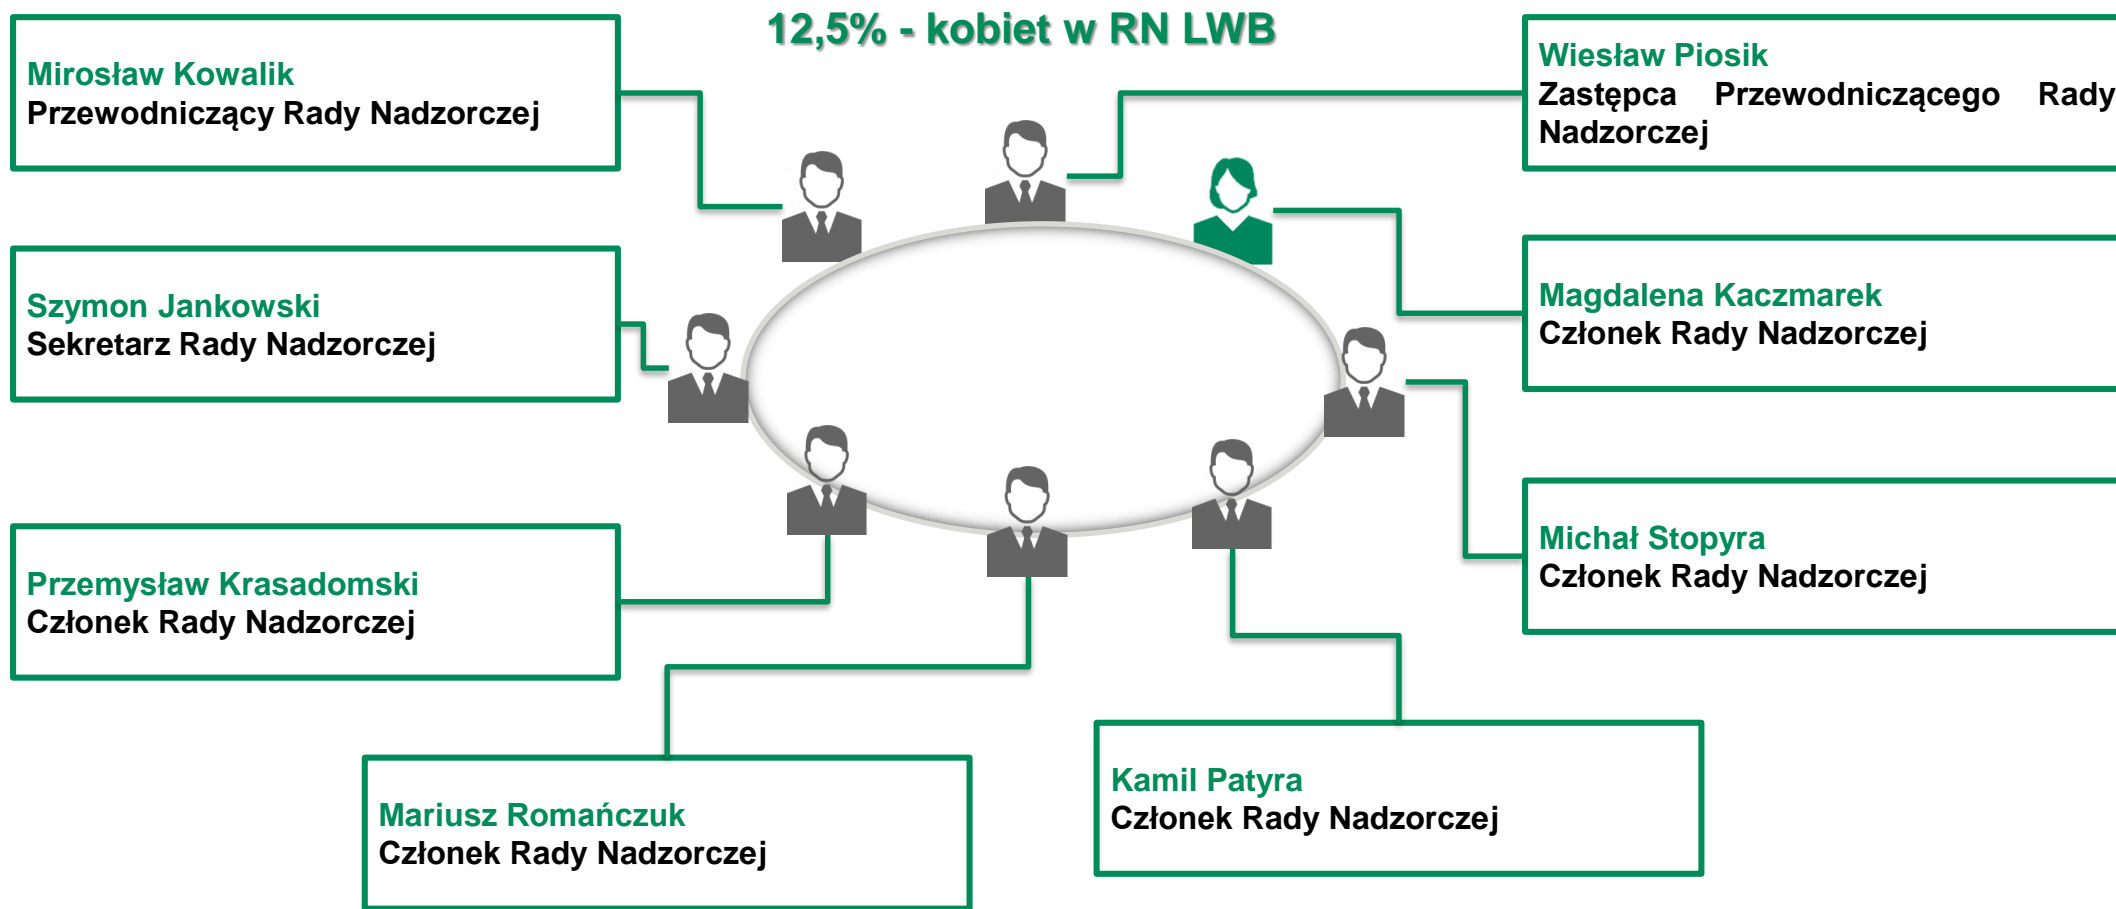 12,5% - kobiet w RN LWB
Mirosław Kowalik
Przewodniczący Rady Nadzorczej
Wiesław Piosik
Zastępca Przewodniczącego Rady
Nadzorczej
Szymon Jankowski
Sekretarz Rady Nadzorczej
Magdalena Kaczmarek
Członek Rady Nadzorczej
Przemysław Krasadomski
Członek Rady Nadzorczej
Michał Stopyra
Członek Rady Nadzorczej
Mariusz Romańczuk
Członek Rady Nadzorczej
Kamil Patyra
Członek Rady Nadzorczej